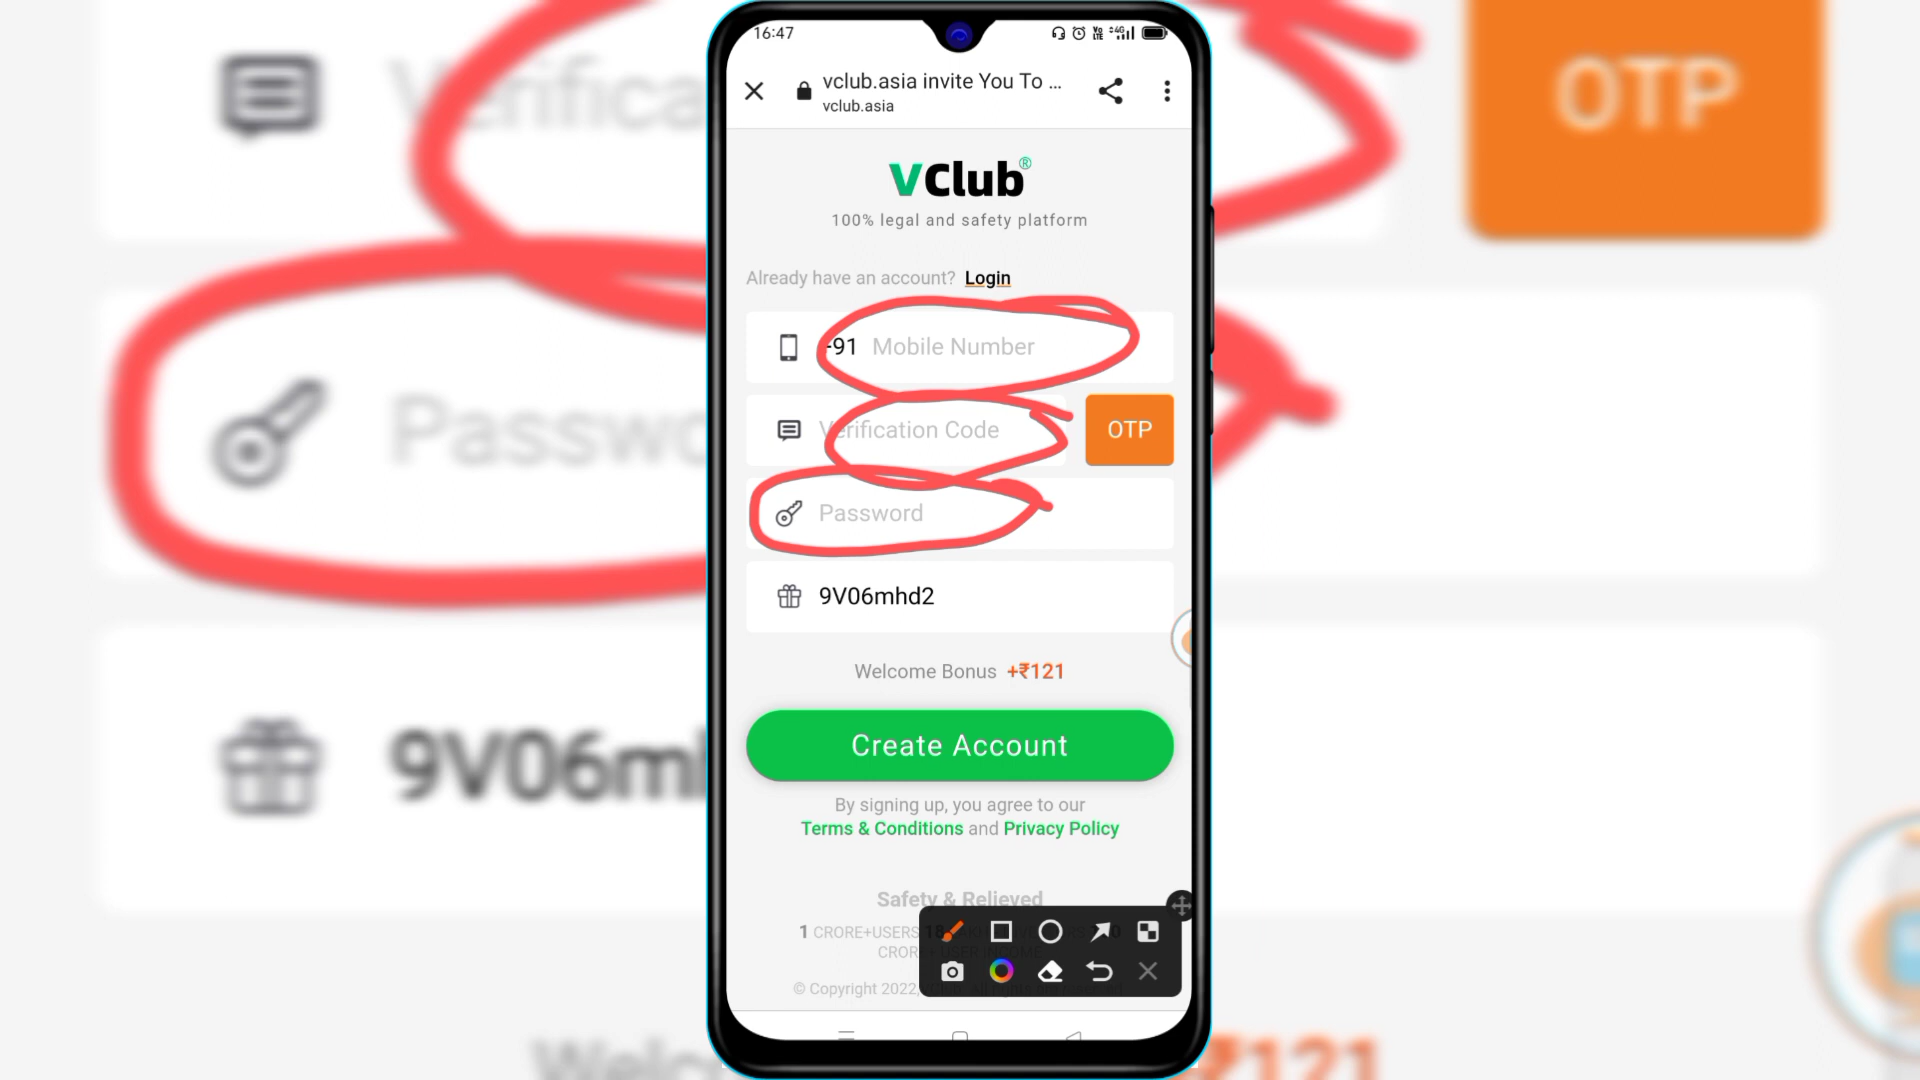 Verifica
OTP
Passwo
9V06m
Welc
₹121
16:47
vclub.asia invite You To ...
vclub.asia
VClub®
100% legal and safety platform
Already have an account? Login
+91 Mobile Number
Verification Code
OTP
Password
9V06mhd2
Welcome Bonus +₹121
Create Account
By signing up, you agree to our
Terms & Conditions and Privacy Policy
Safety & Relieved
1 CRORE+USERS
CROR
© Copyright 2022,